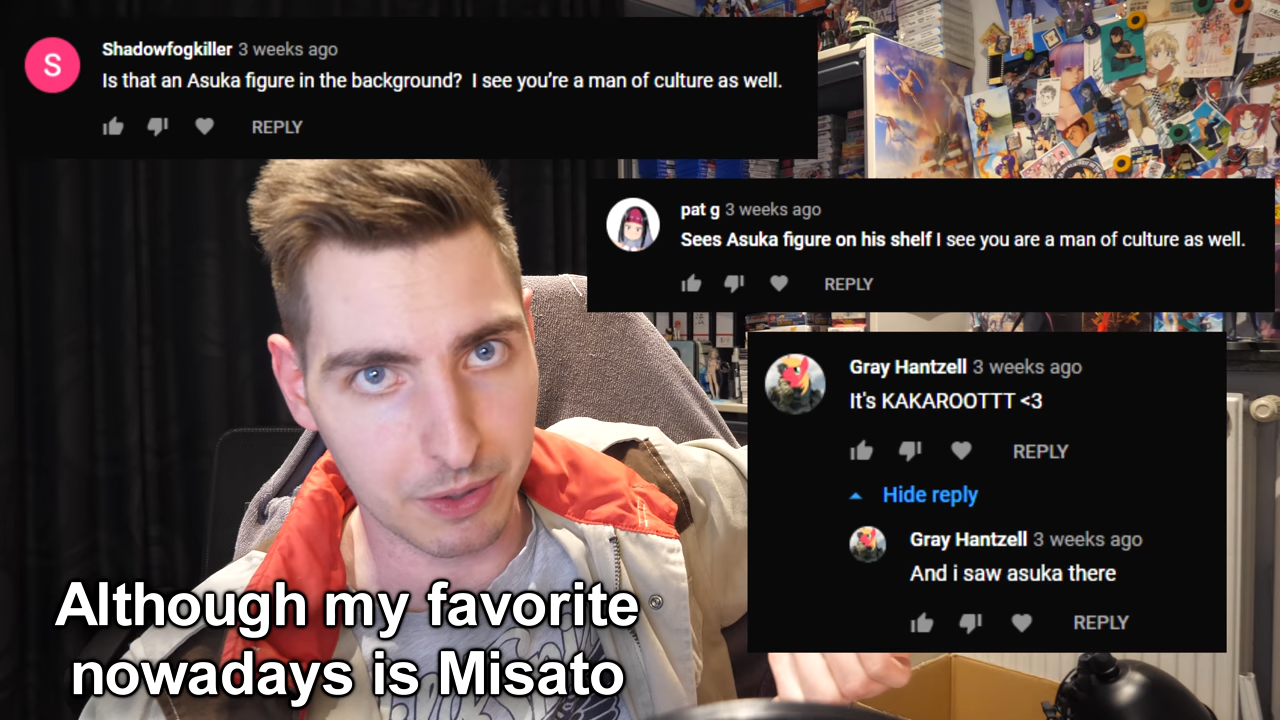 S
Shadowfogkiller 3 weeks ago
Is that an Asuka figure in the background?  I see you're a man of culture as well.
REPLY
pat g 3 weeks ago
Sees Asuka figure on his shelf I see you are a man of culture as well.
REPLY
Gray Hantzell 3 weeks ago
It's KAKAROOTTT <3
REPLY
Hide reply
Gray Hantzell 3 weeks ago
And i saw asuka there
REPLY
Although my favorite
nowadays is Misato